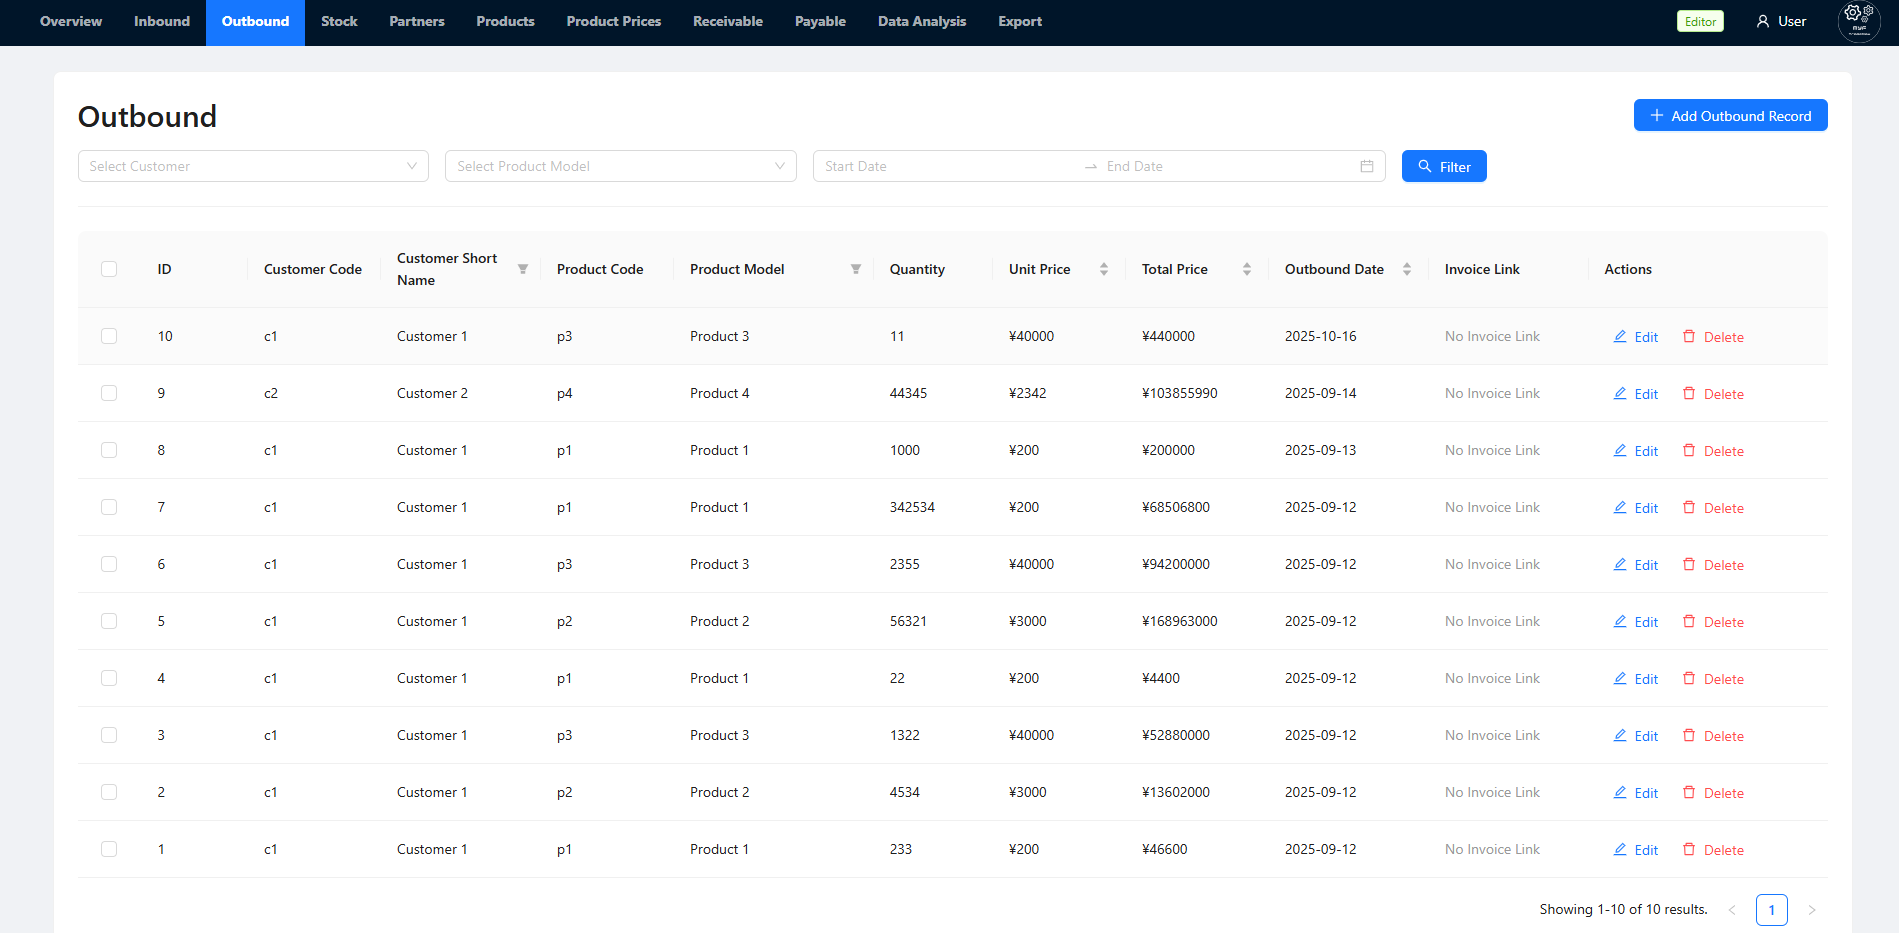 Overview Inbound Outbound Stock Partners Products Product Prices Receivable Payable Data Analysis Export Editor User
Outbound
Add Outbound Record
Select Customer Select Product Model Start Date End Date Filter
ID Customer Code Customer Short Name Product Code Product Model Quantity Unit Price Total Price Outbound Date Invoice Link Actions
10 c1 Customer 1 p3 Product 3 11 ¥40000 ¥440000 2025-10-16 No Invoice Link Edit Delete
9 c2 Customer 2 p4 Product 4 44345 ¥2342 ¥103855990 2025-09-14 No Invoice Link Edit Delete
8 c1 Customer 1 p1 Product 1 1000 ¥200 ¥200000 2025-09-13 No Invoice Link Edit Delete
7 c1 Customer 1 p1 Product 1 342534 ¥200 ¥68506800 2025-09-12 No Invoice Link Edit Delete
6 c1 Customer 1 p3 Product 3 2355 ¥40000 ¥94200000 2025-09-12 No Invoice Link Edit Delete
5 c1 Customer 1 p2 Product 2 56321 ¥3000 ¥168963000 2025-09-12 No Invoice Link Edit Delete
4 c1 Customer 1 p1 Product 1 22 ¥200 ¥4400 2025-09-12 No Invoice Link Edit Delete
3 c1 Customer 1 p3 Product 3 1322 ¥40000 ¥52880000 2025-09-12 No Invoice Link Edit Delete
2 c1 Customer 1 p2 Product 2 4534 ¥3000 ¥13602000 2025-09-12 No Invoice Link Edit Delete
1 c1 Customer 1 p1 Product 1 233 ¥200 ¥46600 2025-09-12 No Invoice Link Edit Delete
Showing 1-10 of 10 results. 1